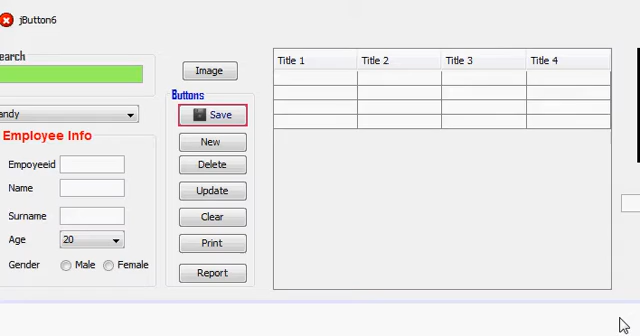 jButton6
earch
andy
Employee Info
Empoyeeid
Name
Surname
Age 20
Gender Male Female
Image
Buttons
Save
New
Delete
Update
Clear
Print
Report
Title 1 Title 2 Title 3 Title 4